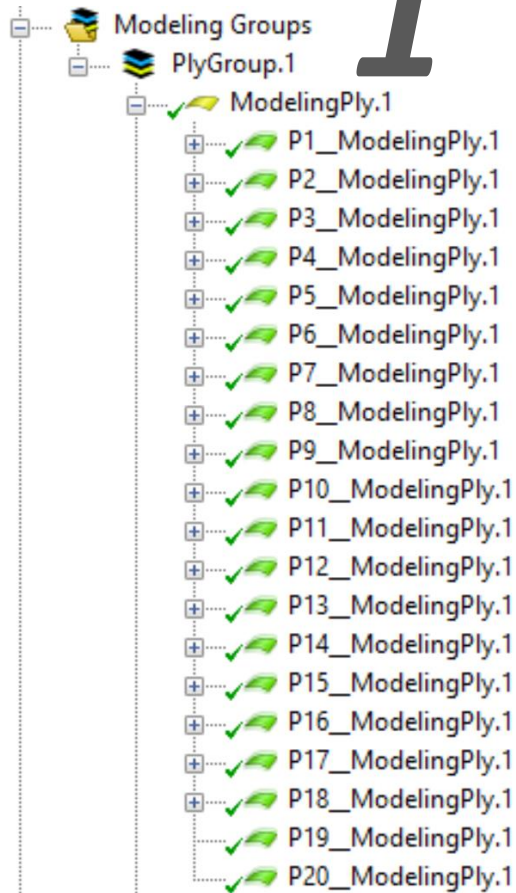 1
Modeling Groups
PlyGroup.1
ModelingPly.1
P1__ModelingPly.1
P2__ModelingPly.1
P3__ModelingPly.1
P4__ModelingPly.1
P5__ModelingPly.1
P6__ModelingPly.1
P7__ModelingPly.1
P8__ModelingPly.1
P9__ModelingPly.1
P10__ModelingPly.1
P11__ModelingPly.1
P12__ModelingPly.1
P13__ModelingPly.1
P14__ModelingPly.1
P15__ModelingPly.1
P16__ModelingPly.1
P17__ModelingPly.1
P18__ModelingPly.1
P19__ModelingPly.1
P20__ModelingPly.1